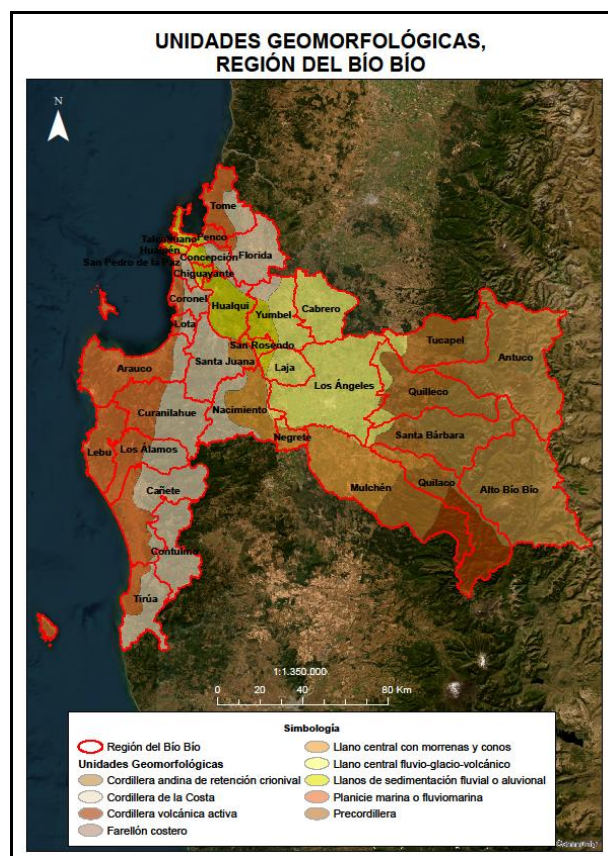 UNIDADES GEOMORFOLÓGICAS,
REGIÓN DEL BÍO BÍO
N
Tome
Talcahuano
Penco
Hualpén
Concepción
Florida
San Pedro de la Paz
Chiguayante
Coronel
Hualqui
Cabrero
Yumbel
Lota
San Rosendo
Tucapel
Antuco
Santa Juana
Laja
Arauco
Los Ángeles
Quilleco
Curanilahue
Nacimiento
Negrete
Santa Bárbara
Lebu
Los Álamos
Cañete
Mulchén
Quilaco
Alto Bío Bío
Contulmo
Tirúa
1:1.350.000
0 20 40 80 Km
Simbología
Región del Bío Bío
Unidades Geomorfológicas
Cordillera andina de retención crionival
Cordillera de la Costa
Cordillera volcánica activa
Farellón costero
Llano central con morrenas y conos
Llano central fluvio-glacio-volcánico
Llanos de sedimentación fluvial o aluvional
Planicie marina o fluviomarina
Precordillera